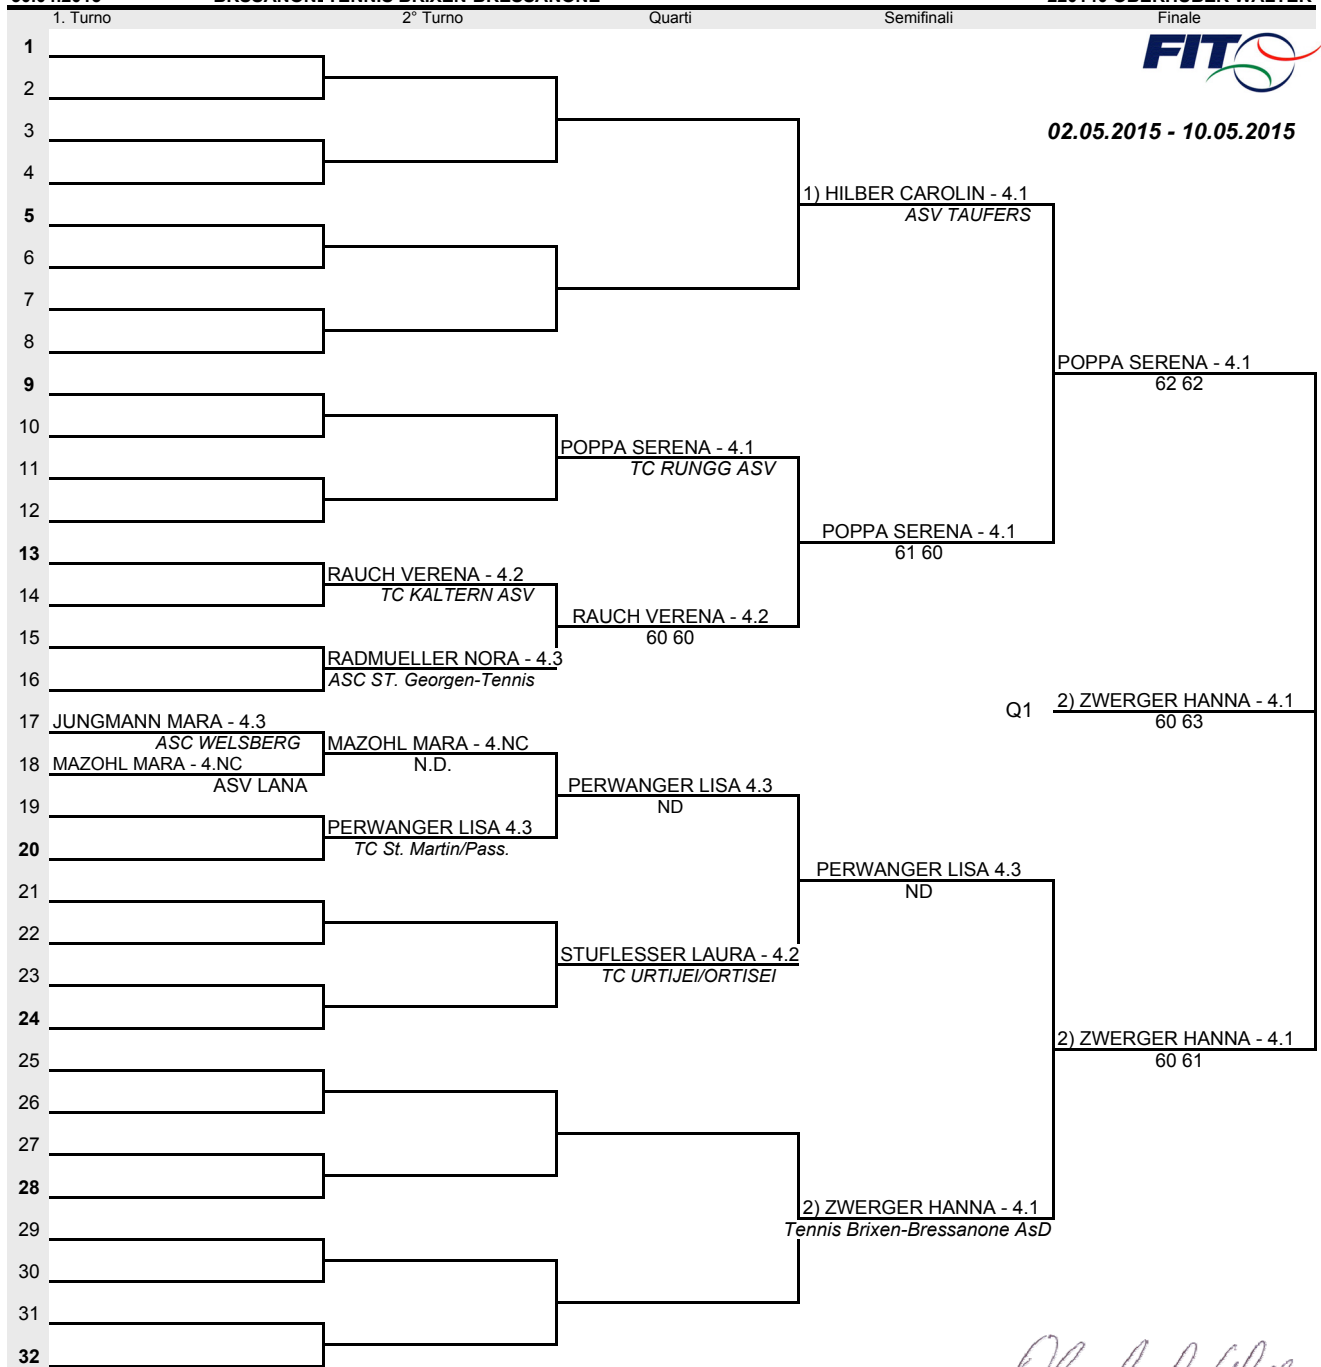 1. Turno 2° Turno Quarti Semifinali Finale
FIT
02.05.2015 - 10.05.2015
1
2
3
4
1) HILBER CAROLIN - 4.1
ASV TAUFERS
5
6
7
8
POPPA SERENA - 4.1
62 62
9
10
POPPA SERENA - 4.1
TC RUNGG ASV
11
12
POPPA SERENA - 4.1
61 60
13
RAUCH VERENA - 4.2
TC KALTERN ASV
14
RAUCH VERENA - 4.2
60 60
15
RADMUELLER NORA - 4.3
ASC ST. Georgen-Tennis
16
Q1 2) ZWERGER HANNA - 4.1
60 63
17 JUNGMANN MARA - 4.3
ASC WELSBERG
MAZOHL MARA - 4.NC
N.D.
18 MAZOHL MARA - 4.NC
ASV LANA
PERWANGER LISA 4.3
ND
19
PERWANGER LISA 4.3
TC St. Martin/Pass.
20
PERWANGER LISA 4.3
ND
21
22
STUFLESSER LAURA - 4.2
TC URTIJEI/ORTISEI
23
24
2) ZWERGER HANNA - 4.1
60 61
25
26
27
28
2) ZWERGER HANNA - 4.1
Tennis Brixen-Bressanone AsD
29
30
31
32